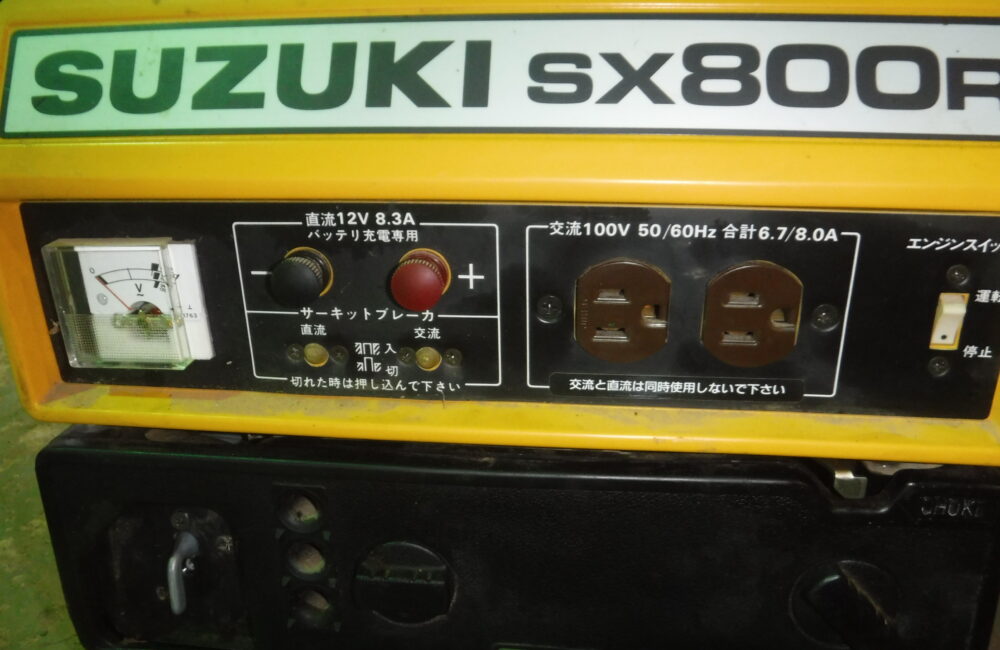 SUZUKI SX800R
直流12V 8.3A
バッテリ充電専用
- +
サーキットブレーカ
直流 交流
入
切
切れた時は押し込んで下さい
交流100V 50/60Hz 合計6.7/8.0A
交流と直流は同時使用しないで下さい
エンジンスイッ
運転
停止
0
V
CHOKE